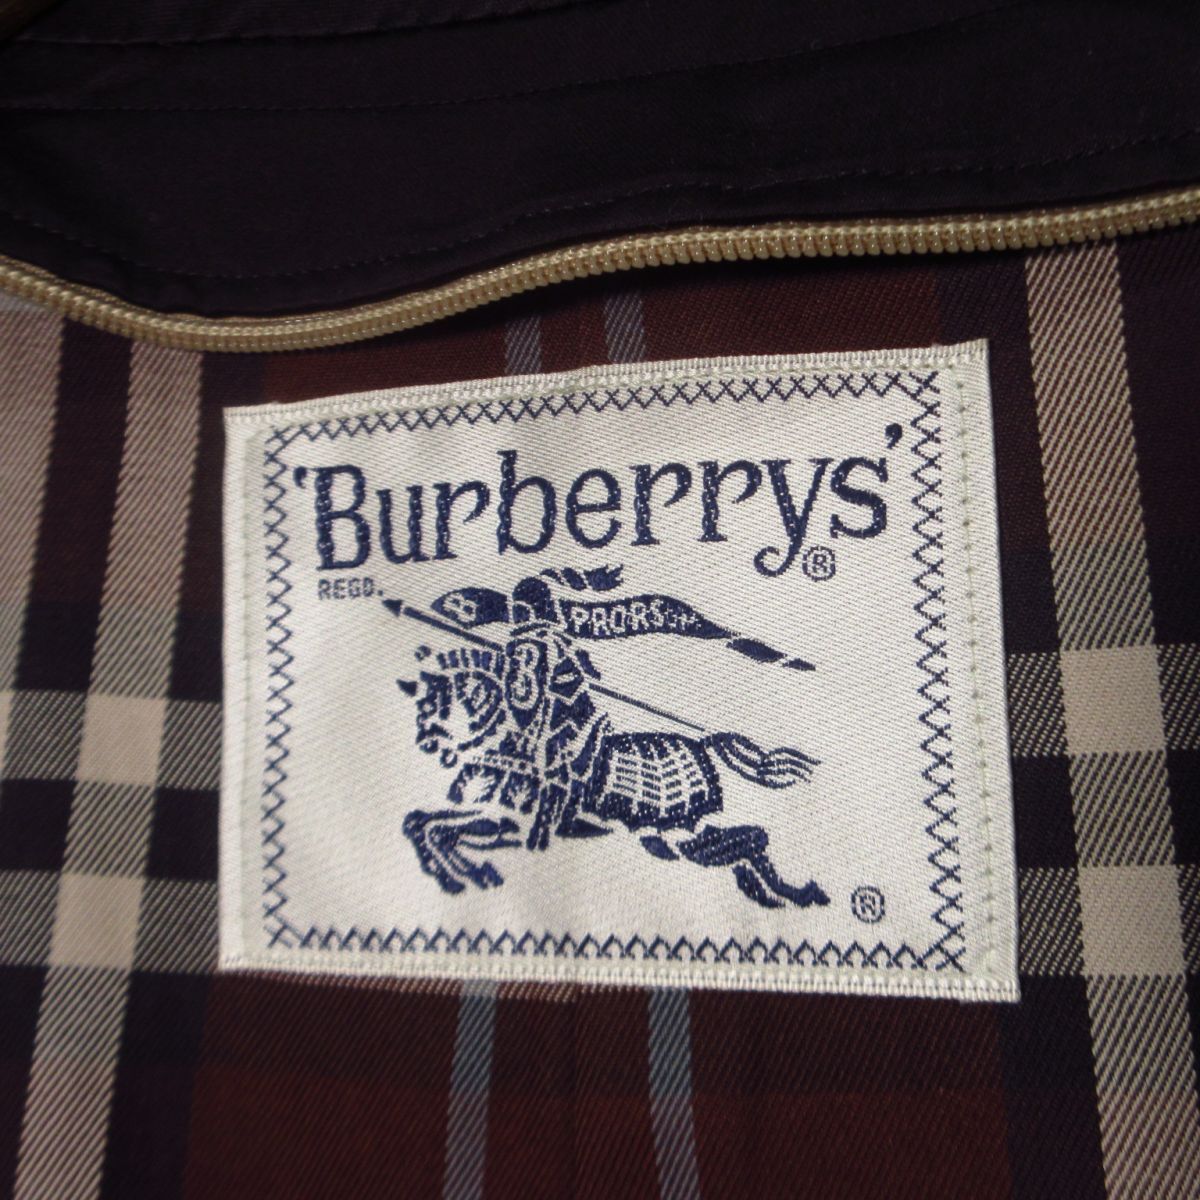 'Burberrys'
®
REGD.
B PRORSUM
B
®